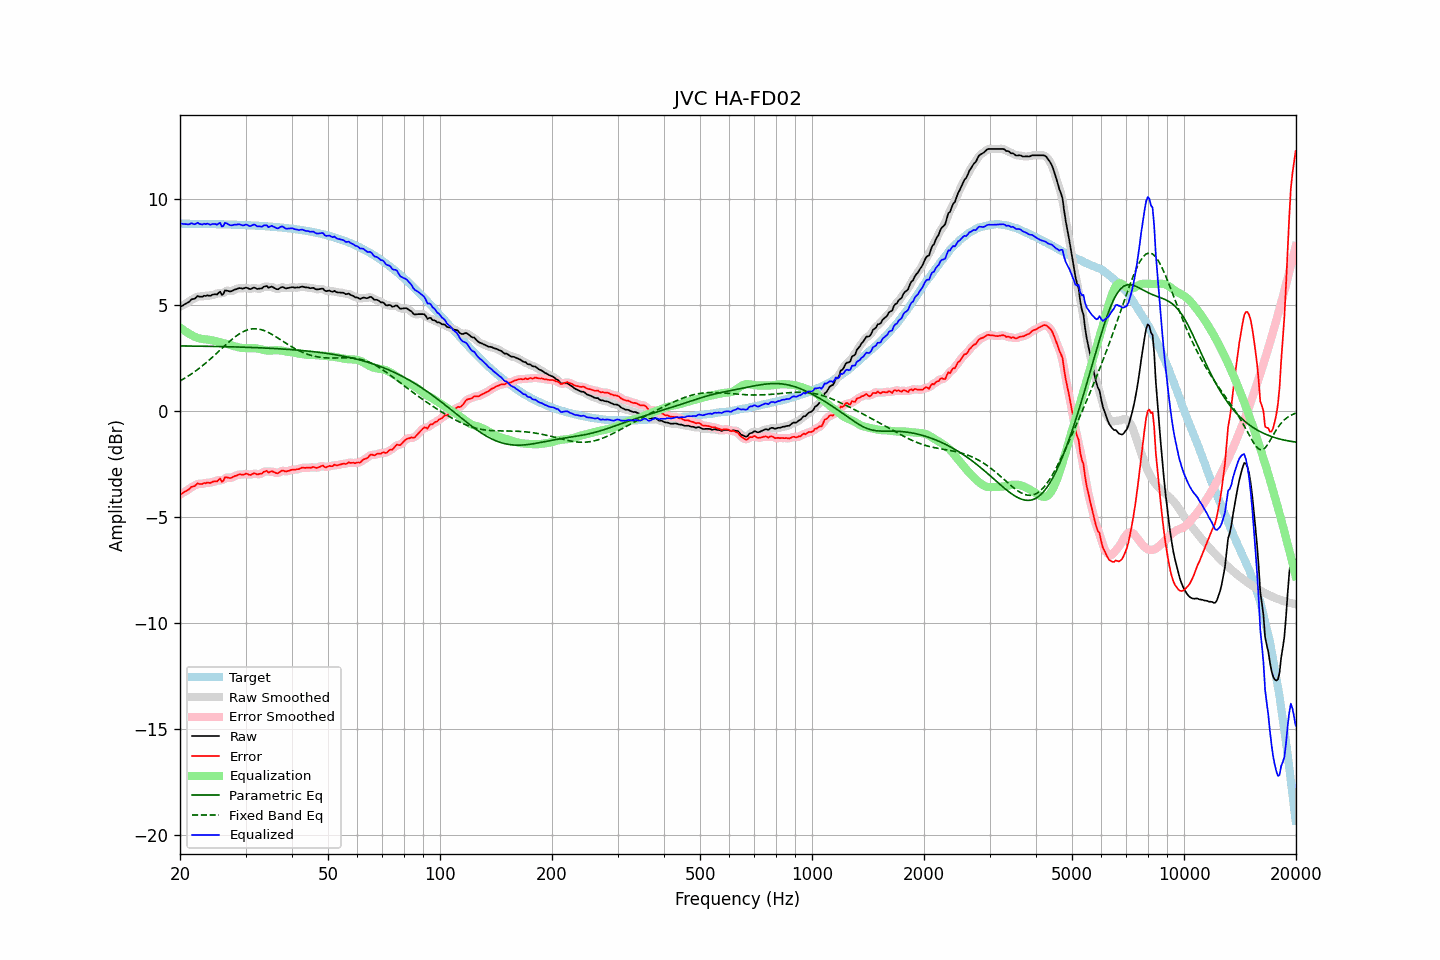 JVC HA-FD02
Amplitude (dBr)
10
5
0
−5
−10
−15
−20
Target
Raw Smoothed
Error Smoothed
Raw
Error
Equalization
Parametric Eq
Fixed Band Eq
Equalized
20 50 100 200 500 1000 2000 5000 10000 20000
Frequency (Hz)